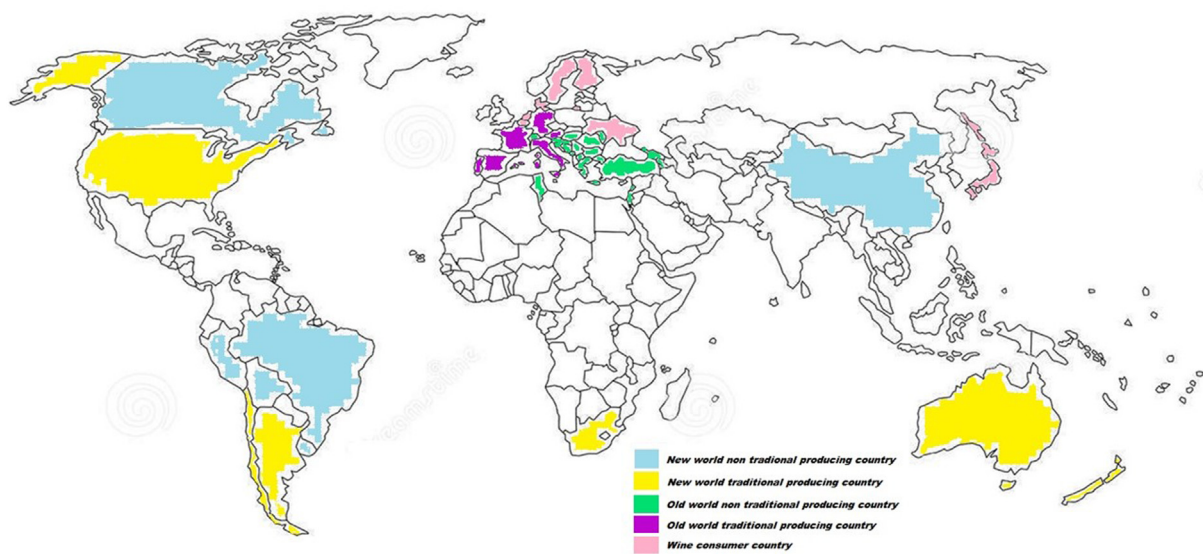 New world non tradional producing country
New world traditional producing country
Old world non traditional producing country
Old world traditional producing country
Wine consumer country